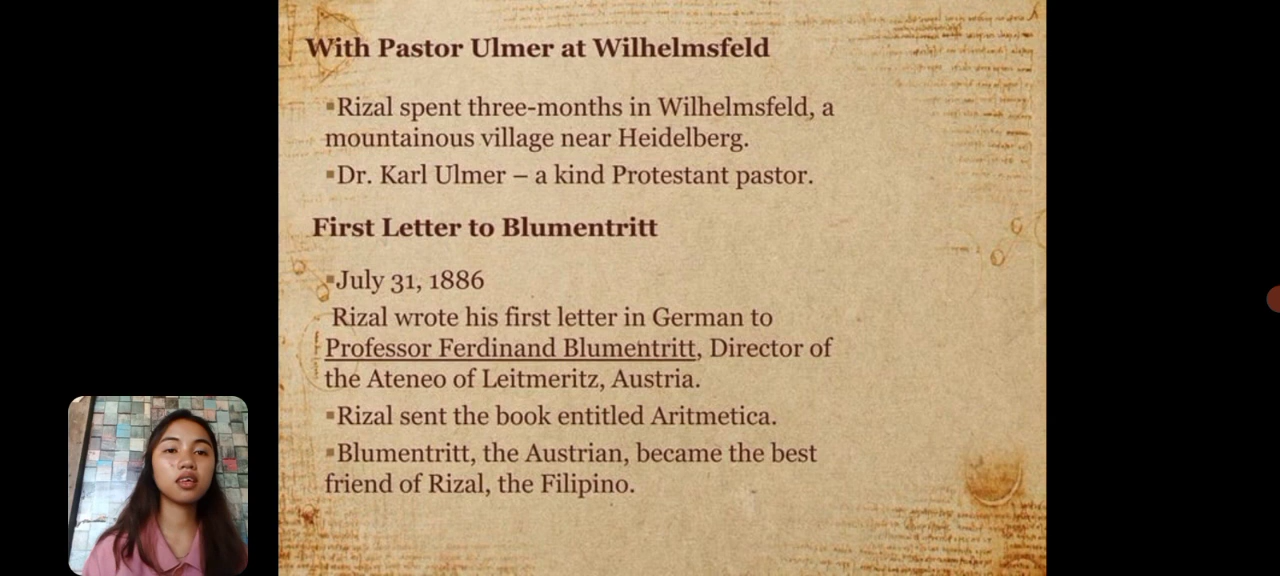 With Pastor Ulmer at Wilhelmsfeld
▪Rizal spent three-months in Wilhelmsfeld, a
mountainous village near Heidelberg.
▪Dr. Karl Ulmer – a kind Protestant pastor.
First Letter to Blumentritt
▪July 31, 1886
Rizal wrote his first letter in German to
Professor Ferdinand Blumentritt, Director of
the Ateneo of Leitmeritz, Austria.
▪Rizal sent the book entitled Aritmetica.
▪Blumentritt, the Austrian, became the best
friend of Rizal, the Filipino.